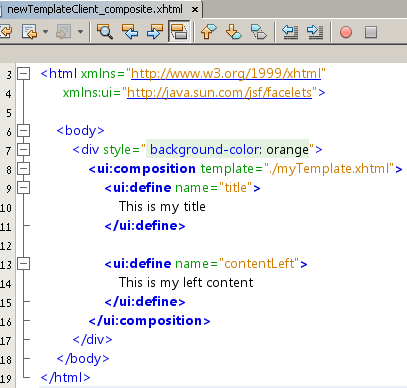 newTemplateClient_composite.xhtml
3 <html xmlns="http://www.w3.org/1999/xhtml"
4 xmlns:ui="http://java.sun.com/jsf/facelets">
5
6 <body>
7 <div style=" background-color: orange">
8 <ui:composition template="./myTemplate.xhtml">
9 <ui:define name="title">
10 This is my title
11 </ui:define>
12
13 <ui:define name="contentLeft">
14 This is my left content
15 </ui:define>
16 </ui:composition>
17 </div>
18 </body>
19 </html>